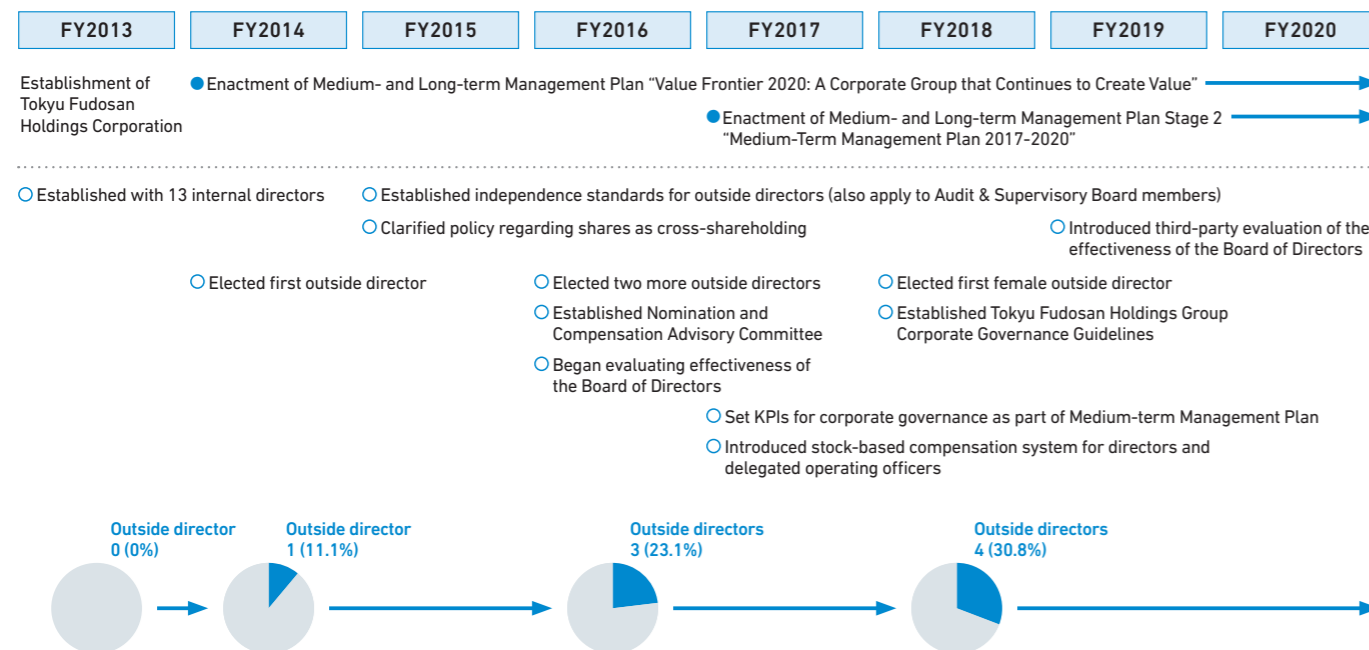 FY2013
FY2014
FY2015
FY2016
FY2017
FY2018
FY2019
FY2020
Establishment of
Tokyu Fudosan
Holdings Corporation
Enactment of Medium- and Long-term Management Plan “Value Frontier 2020: A Corporate Group that Continues to Create Value”
Enactment of Medium- and Long-term Management Plan Stage 2
“Medium-Term Management Plan 2017-2020”
Established with 13 internal directors
Established independence standards for outside directors (also apply to Audit & Supervisory Board members)
Clarified policy regarding shares as cross-shareholding
Introduced third-party evaluation of the
effectiveness of the Board of Directors
Elected first outside director
Elected two more outside directors
Elected first female outside director
Established Nomination and
Compensation Advisory Committee
Established Tokyu Fudosan Holdings Group
Corporate Governance Guidelines
Began evaluating effectiveness of
the Board of Directors
Set KPIs for corporate governance as part of Medium-term Management Plan
Introduced stock-based compensation system for directors and
delegated operating officers
Outside director
0 (0%)
Outside director
1 (11.1%)
Outside directors
3 (23.1%)
Outside directors
4 (30.8%)